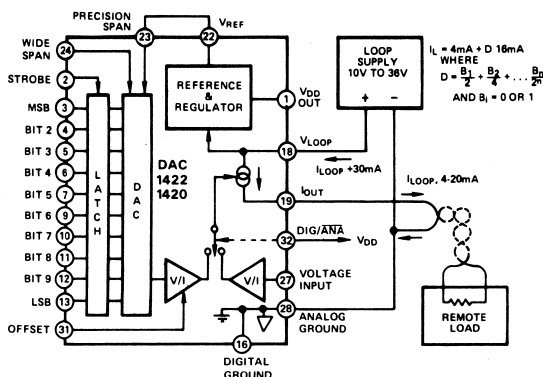 PRECISION
SPAN
23
22
VREF
WIDE
SPAN
24
STROBE
2
MSB
3
BIT 2
4
BIT 3
5
BIT 4
6
BIT 5
7
BIT 6
9
BIT 7
10
BIT 8
11
BIT 9
12
LSB
13
OFFSET
31
LATCH
DAC
DAC
1422
1420
REFERENCE
&
REGULATOR
1
VDD
OUT
18
VLOOP
ILOOP +30mA
19
IOUT
32
DIG/ANA
VDD
V/I
V/I
27
VOLTAGE
INPUT
28
ANALOG
GROUND
16
DIGITAL
GROUND
LOOP
SUPPLY
10V TO 36V
+ −
IL = 4mA + D 16mA
WHERE
D = B1/2 + B2/4 + . . . Bn/2n
AND Bi = 0 OR 1
ILOOP, 4-20mA
REMOTE
LOAD